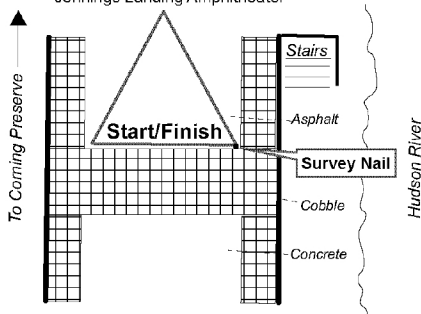 Jennings Landing Amphitheater
Stairs
Asphalt
Start/Finish
Survey Nail
To Corning Preserve
Cobble
Hudson River
Concrete